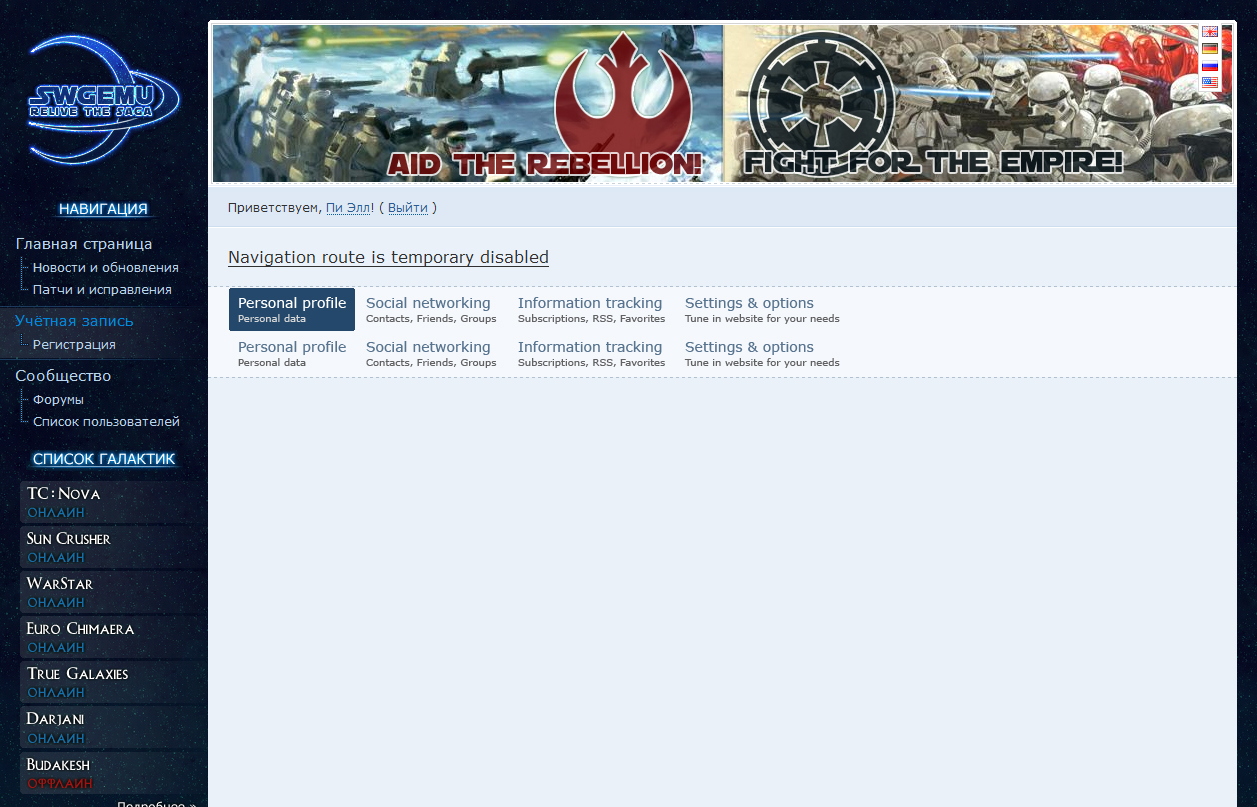 SWGEMU
RELIVE THE SAGA
AID THE REBELLION!
FIGHT FOR THE EMPIRE!
НАВИГАЦИЯ
Главная страница
Новости и обновления
Патчи и исправления
Учётная запись
Регистрация
Сообщество
Форумы
Список пользователей
СПИСОК ГАЛАКТИК
TC:Nova
ОНЛАЙН
Sun Crusher
ОНЛАЙН
WarStar
ОНЛАЙН
Euro Chimaera
ОНЛАЙН
True Galaxies
ОНЛАЙН
Darjani
ОНЛАЙН
Budakesh
ОФФЛАЙН
Подробнее »
Приветствуем, Пи Элл! ( Выйти )
Navigation route is temporary disabled
Personal profile Social networking Information tracking Settings & options
Personal data Contacts, Friends, Groups Subscriptions, RSS, Favorites Tune in website for your needs
Personal profile Social networking Information tracking Settings & options
Personal data Contacts, Friends, Groups Subscriptions, RSS, Favorites Tune in website for your needs